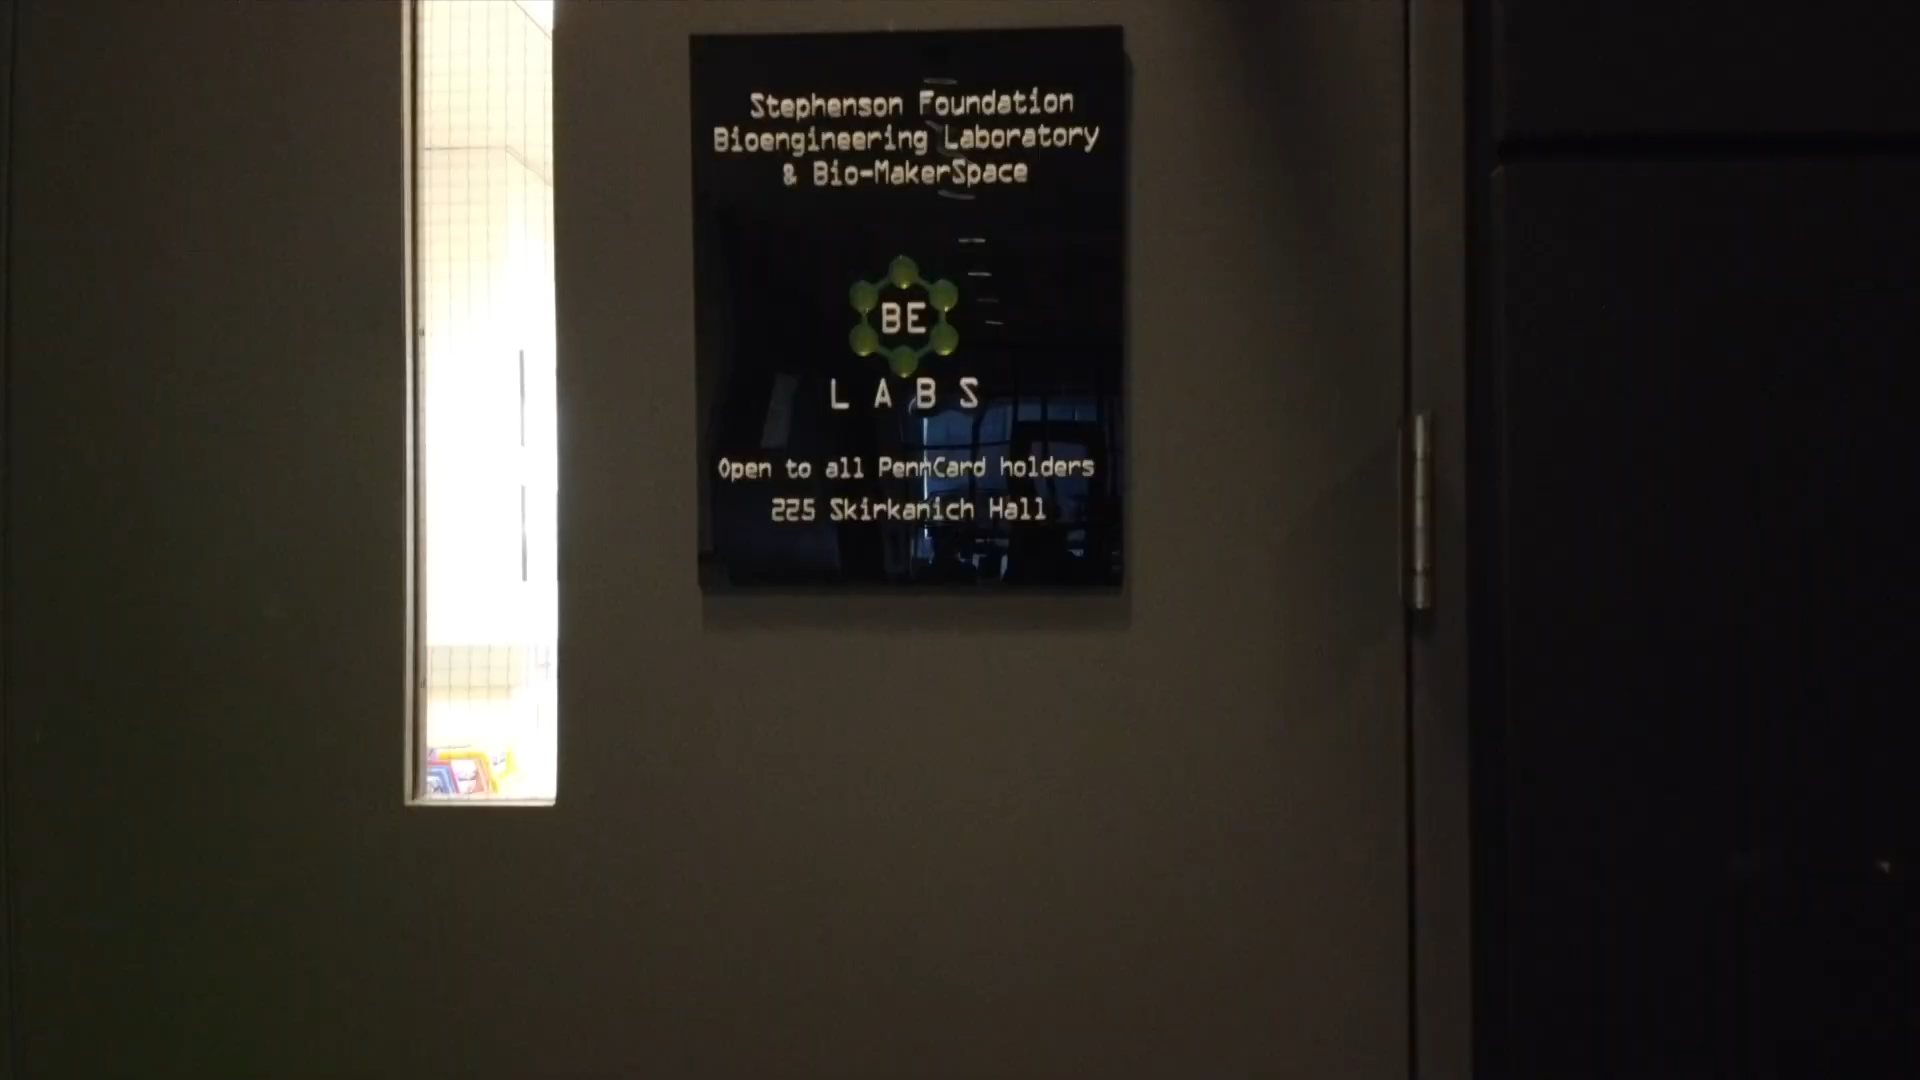 Stephenson Foundation
Bioengineering Laboratory
& Bio-MakerSpace
BE
LABS
Open to all PennCard holders
225 Skirkanich Hall